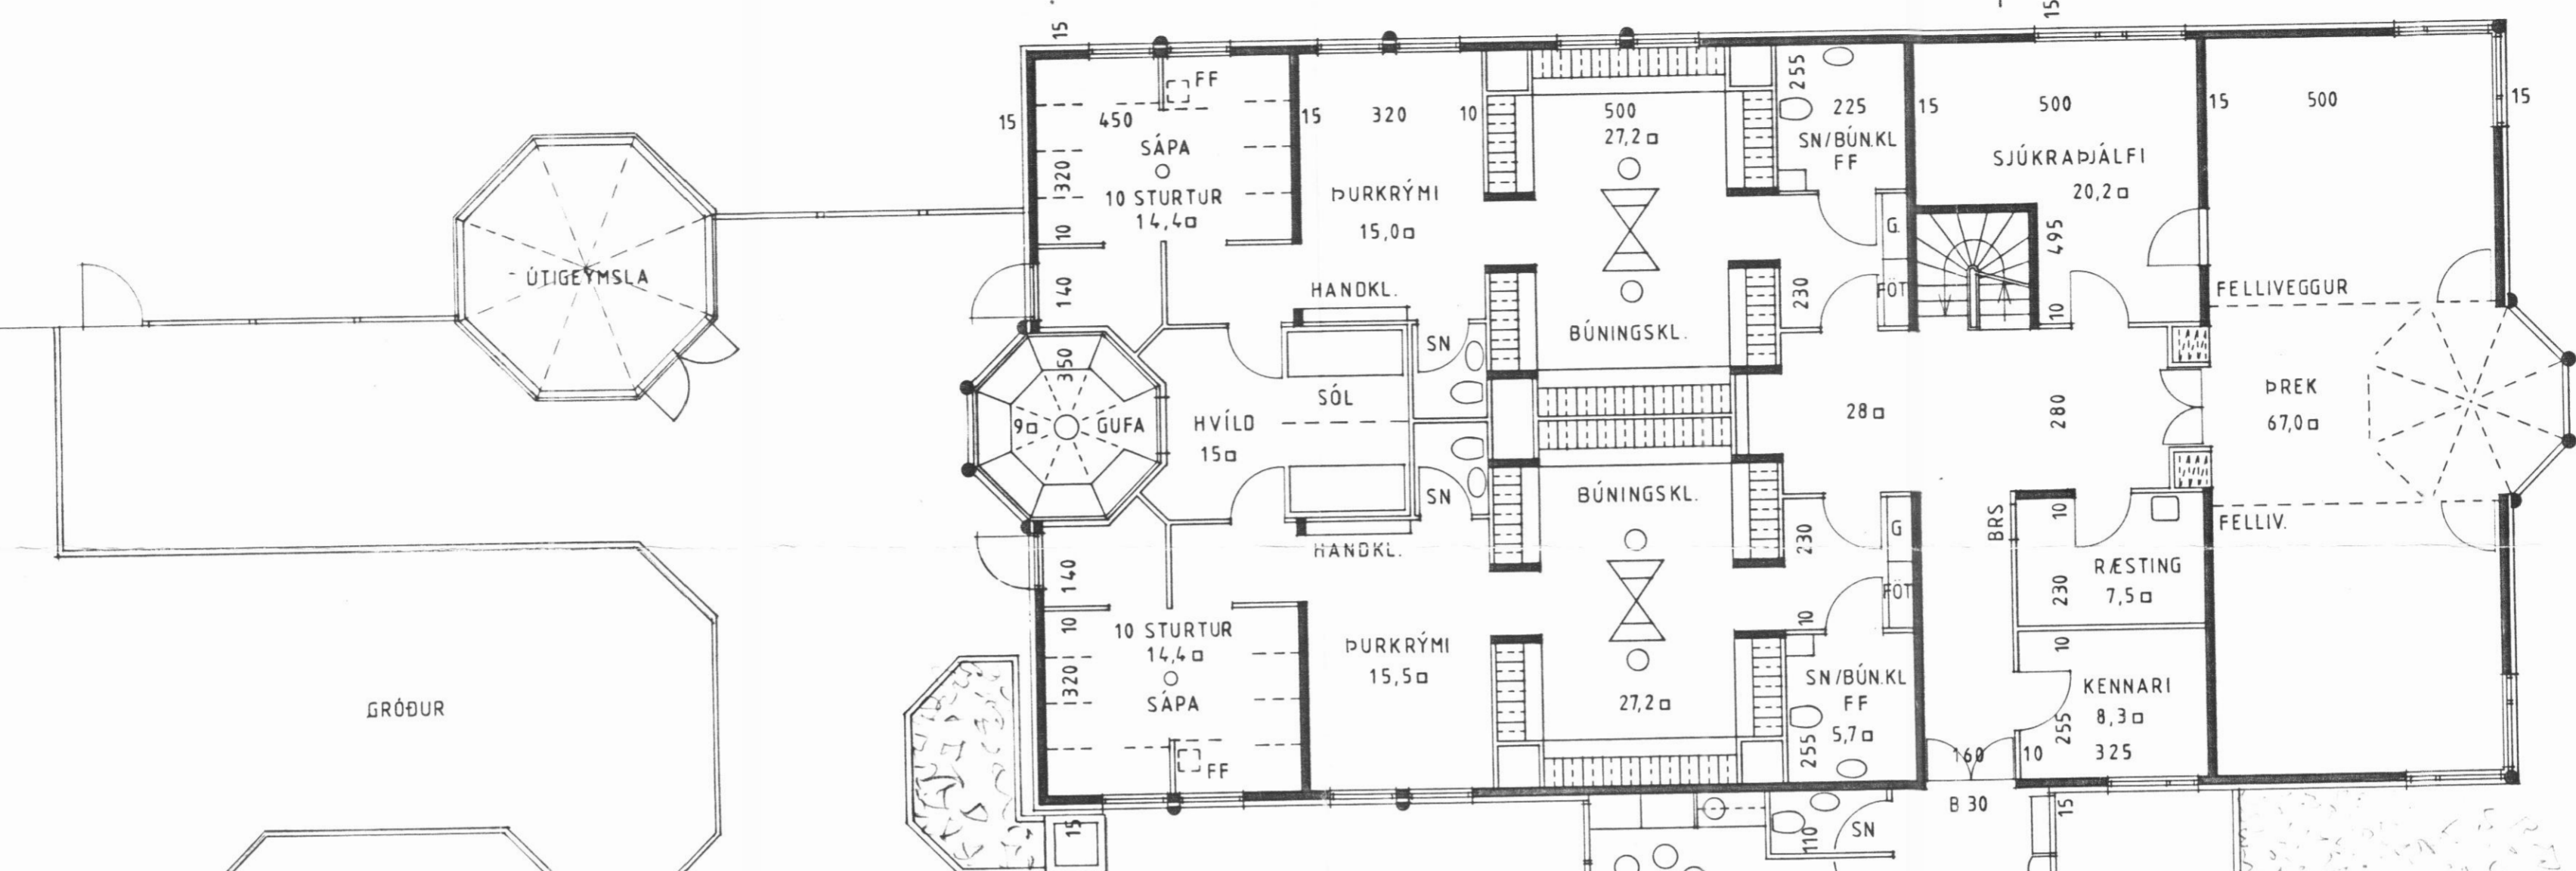 15
15
FF
450
SÁPA
320
10 STURTUR
14,4□
10
140
15
320
10
ÞURKRÝMI
15,0□
HANDKL.
500
27,2□
BÚNINGSKL.
255
225
SN/BÚN.KL
FF
G.
FÖT
230
15
15
500
SJÚKRAÞJÁLFI
20,2□
495
10
15
500
15
FELLIVEGGUR
ÚTIGEYMSLA
350
9□
GUFA
HVÍLD
15□
SÓL
SN
SN
28□
280
ÞREK
67,0□
FELLIV.
HANDKL.
BÚNINGSKL.
230
10
G
FÖT
BRS
10
RÆSTING
7,5□
230
140
10
10 STURTUR
14,4□
320
SÁPA
FF
ÞURKRÝMI
15,5□
27,2□
SN/BÚN.KL
FF
5,7□
255
10
KENNARI
8,3□
255
160
10
325
GRÓÐUR
15
110
SN
B 30
15